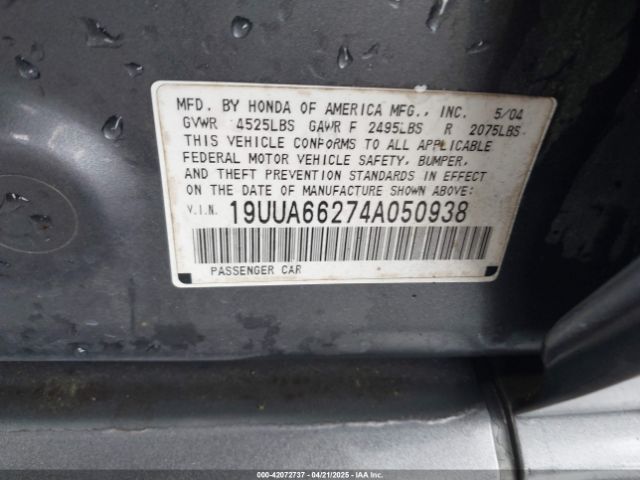 MFD. BY HONDA OF AMERICA MFG., INC. 5/04
GVWR 4525LBS GAWR F 2495LBS R 2075LBS
THIS VEHICLE CONFORMS TO ALL APPLICABLE
FEDERAL MOTOR VEHICLE SAFETY, BUMPER,
AND THEFT PREVENTION STANDARDS IN EFFECT
ON THE DATE OF MANUFACTURE SHOWN ABOVE:
V.I.N. 19UUA66274A050938
PASSENGER CAR
000-42072737 - 04/21/2025 - IAAI.COM